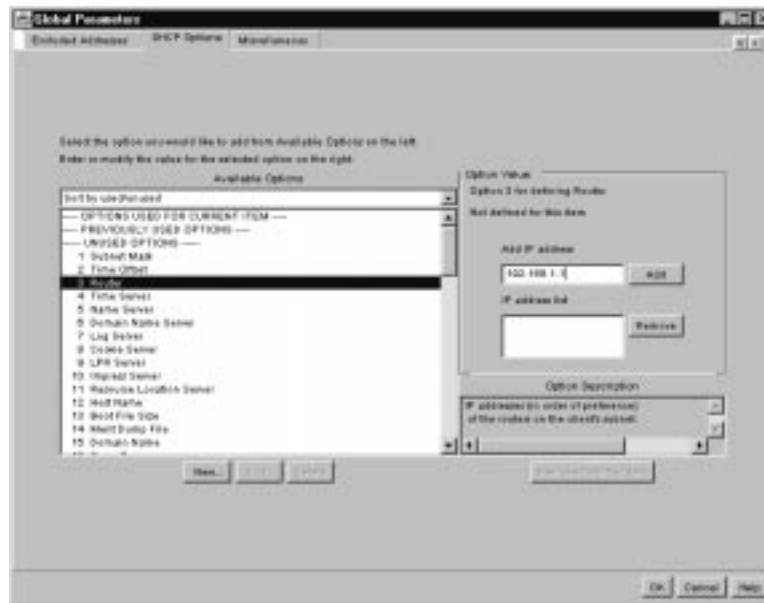 Global Parameters
Excluded Addresses DHCP Options Miscellaneous
Select the option you would like to add from Available Options on the left.
Enter or modify the value for the selected option on the right.
Available Options
Sort by used/unused
---- OPTIONS USED FOR CURRENT ITEM ----
---- PREVIOUSLY USED OPTIONS ----
---- UNUSED OPTIONS ----
1 Subnet Mask
2 Time Offset
3 Router
4 Time Server
5 Name Server
6 Domain Name Server
7 Log Server
8 Cookie Server
9 LPR Server
10 Impress Server
11 Resource Location Server
12 Host Name
13 Boot File Size
14 Merit Dump File
15 Domain Name
New...
Option Values
Option 3 for defining Router
Not defined for this item
Add IP address
192.168.1.1
Add
IP address list
Remove
Option Description
IP addresses (in order of preference)
of the routers on the client's subnet.
OK Cancel Help